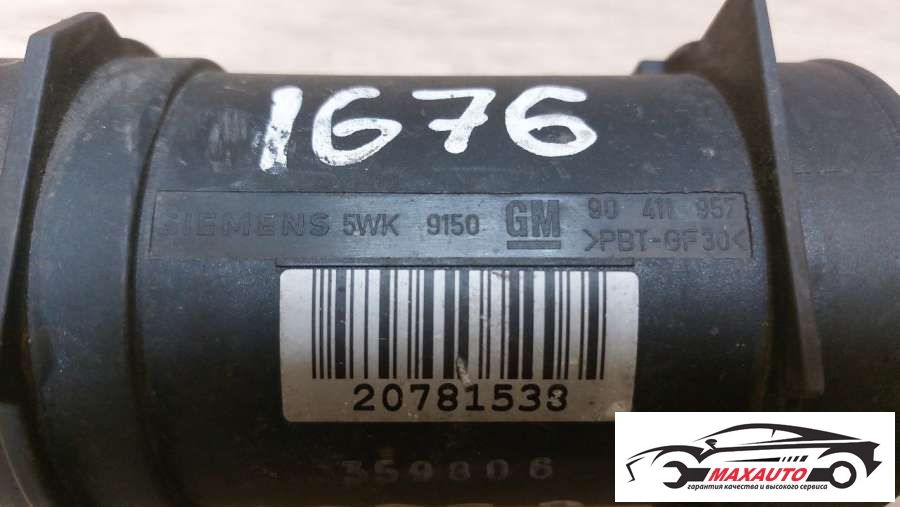 1676
SIEMENS 5WK 9150 GM 90 411 957
>PBT-GF30<
20781538
359806
MAXAUTO
гарантия качества и высокого сервиса